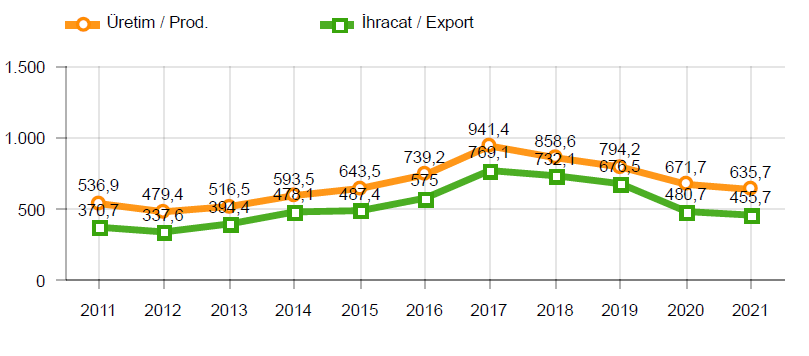 Üretim / Prod. İhracat / Export
1.500
1.000
500
0
536,9 479,4 516,5 593,5 643,5 739,2 941,4 858,6 794,2 671,7 635,7
370,7 337,6 394,4 478,1 487,4 575 769,1 732,1 676,5 480,7 455,7
2011 2012 2013 2014 2015 2016 2017 2018 2019 2020 2021